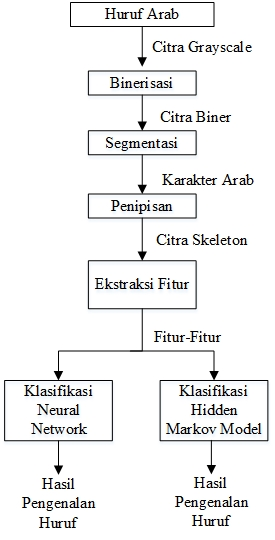 Huruf Arab
Citra Grayscale
Binerisasi
Citra Biner
Segmentasi
Karakter Arab
Penipisan
Citra Skeleton
Ekstraksi Fitur
Fitur-Fitur
Klasifikasi
Neural
Network
Klasifikasi
Hidden
Markov Model
Hasil
Pengenalan
Huruf
Hasil
Pengenalan
Huruf